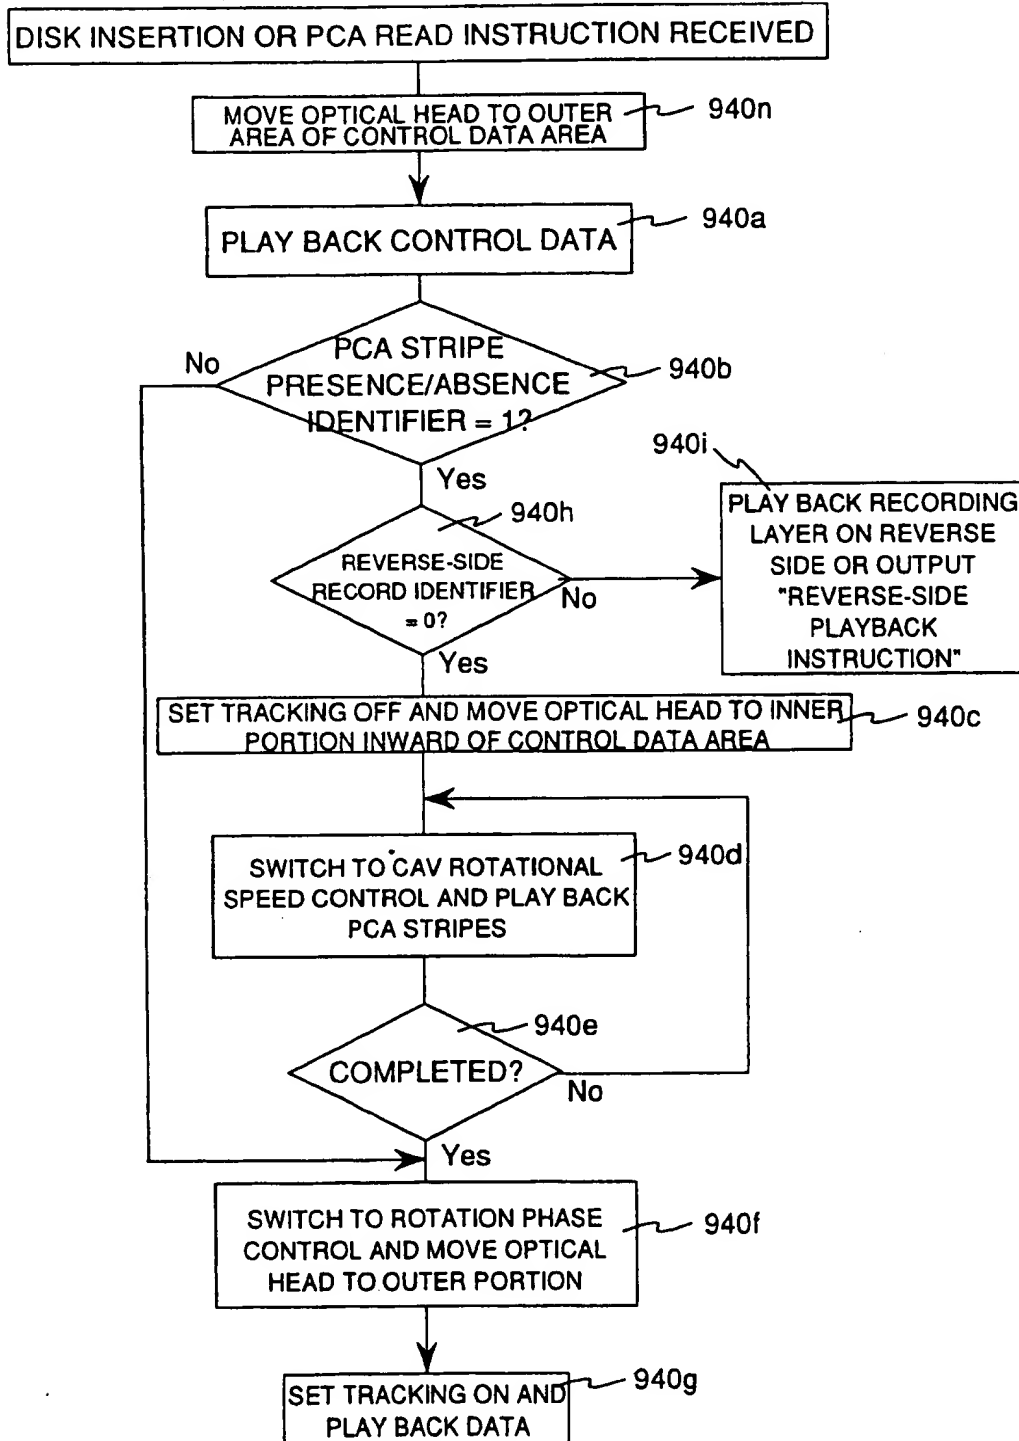 DISK INSERTION OR PCA READ INSTRUCTION RECEIVED
MOVE OPTICAL HEAD TO OUTER
AREA OF CONTROL DATA AREA
940n
PLAY BACK CONTROL DATA
940a
PCA STRIPE
PRESENCE/ABSENCE
IDENTIFIER = 1?
940b
No
Yes
REVERSE-SIDE
RECORD IDENTIFIER
= 0?
940h
No
Yes
940i
PLAY BACK RECORDING
LAYER ON REVERSE
SIDE OR OUTPUT
"REVERSE-SIDE
PLAYBACK
INSTRUCTION"
SET TRACKING OFF AND MOVE OPTICAL HEAD TO INNER
PORTION INWARD OF CONTROL DATA AREA
940c
SWITCH TO CAV ROTATIONAL
SPEED CONTROL AND PLAY BACK
PCA STRIPES
940d
COMPLETED?
940e
No
Yes
SWITCH TO ROTATION PHASE
CONTROL AND MOVE OPTICAL
HEAD TO OUTER PORTION
940f
SET TRACKING ON AND
PLAY BACK DATA
940g